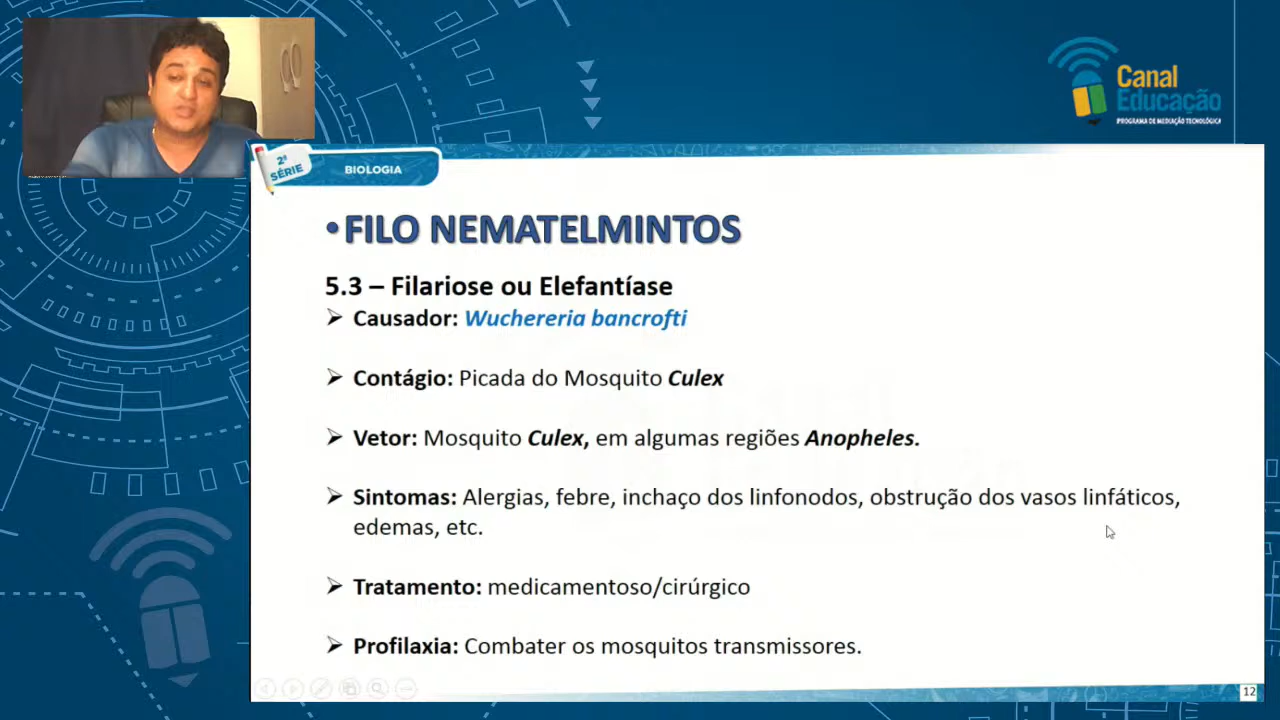 Canal
Educação
PROGRAMA DE MEDIAÇÃO TECNOLÓGICA
2ª
SÉRIE
BIOLOGIA
•FILO NEMATELMINTOS
5.3 – Filariose ou Elefantíase
➢ Causador: Wuchereria bancrofti
➢ Contágio: Picada do Mosquito Culex
➢ Vetor: Mosquito Culex, em algumas regiões Anopheles.
➢ Sintomas: Alergias, febre, inchaço dos linfonodos, obstrução dos vasos linfáticos,
edemas, etc.
➢ Tratamento: medicamentoso/cirúrgico
➢ Profilaxia: Combater os mosquitos transmissores.
12